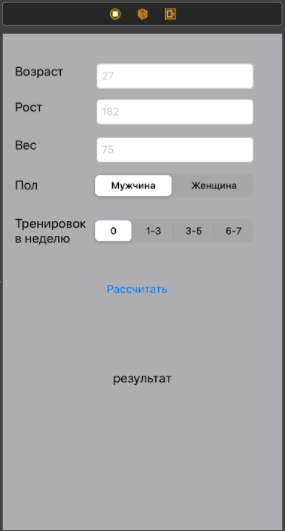 Возраст 27
Рост 182
Вес 75
Пол Мужчина Женщина
Тренировок
в неделю 0 1-3 3-5 6-7
Рассчитать
результат